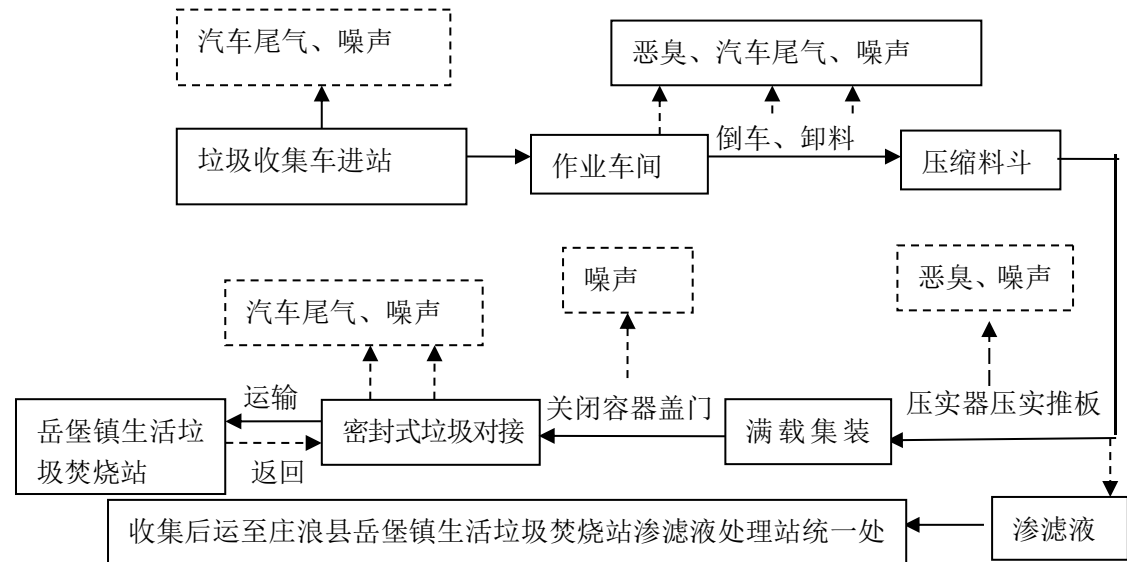 汽车尾气、噪声
恶臭、汽车尾气、噪声
垃圾收集车进站
作业车间
倒车、卸料
压缩料斗
汽车尾气、噪声
噪声
恶臭、噪声
岳堡镇生活垃
圾焚烧站
运输
返回
密封式垃圾对接
关闭容器盖门
满载集装
压实器压实推板
收集后运至庄浪县岳堡镇生活垃圾焚烧站渗滤液处理站统一处
渗滤液